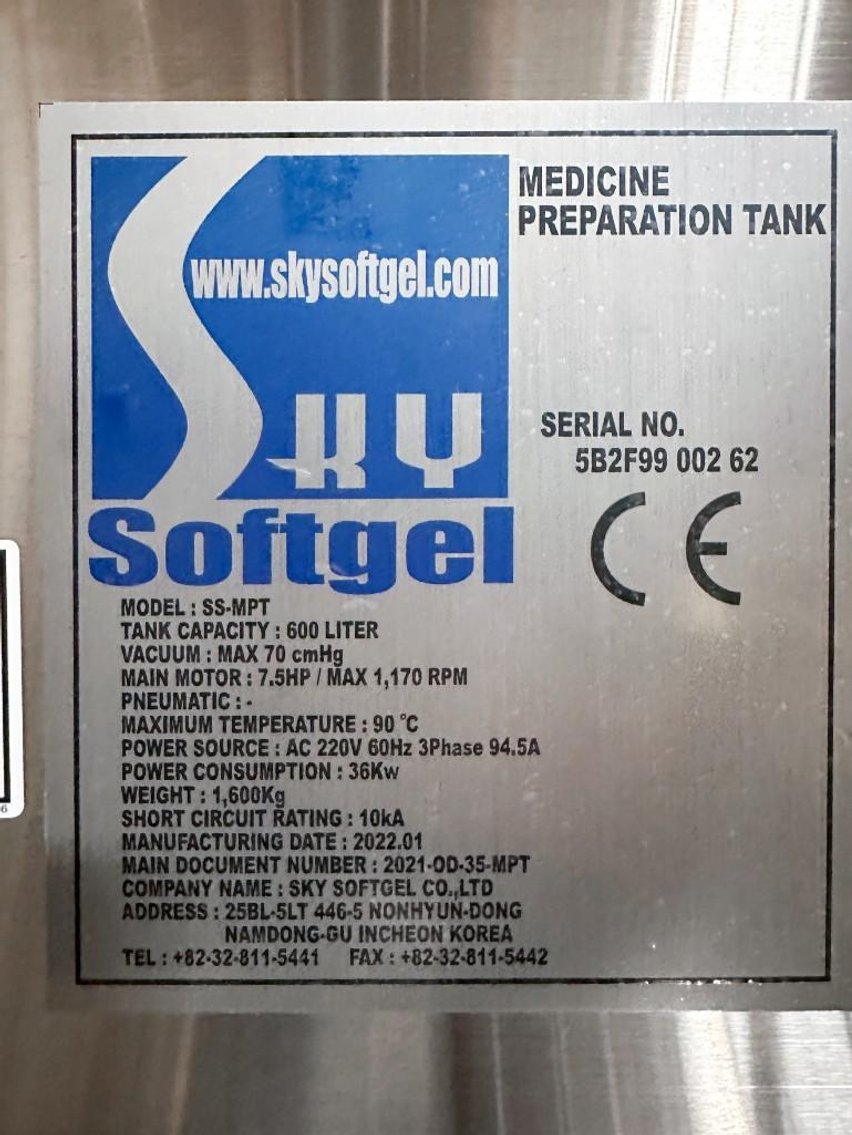 MEDICINE
PREPARATION TANK
www.skysoftgel.com
SKY
Softgel
SERIAL NO.
5B2F99 002 62
CE
MODEL : SS-MPT
TANK CAPACITY : 600 LITER
VACUUM : MAX 70 cmHg
MAIN MOTOR : 7.5HP / MAX 1,170 RPM
PNEUMATIC : -
MAXIMUM TEMPERATURE : 90 ℃
POWER SOURCE : AC 220V 60Hz 3Phase 94.5A
POWER CONSUMPTION : 36Kw
WEIGHT : 1,600Kg
SHORT CIRCUIT RATING : 10kA
MANUFACTURING DATE : 2022.01
MAIN DOCUMENT NUMBER : 2021-OD-35-MPT
COMPANY NAME : SKY SOFTGEL CO.,LTD
ADDRESS : 25BL-5LT 446-5 NONHYUN-DONG
NAMDONG-GU INCHEON KOREA
TEL : +82-32-811-5441 FAX : +82-32-811-5442